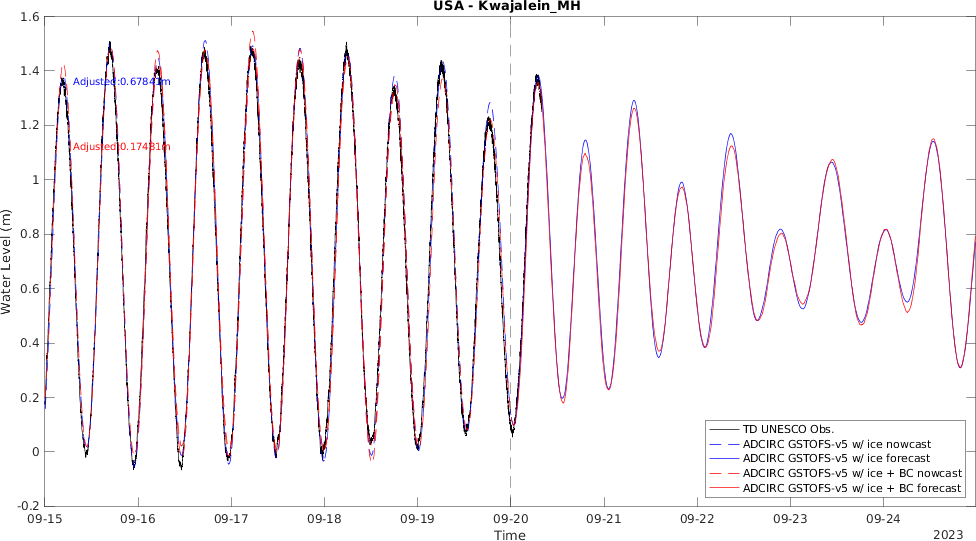 USA - Kwajalein_MH
1.6
1.4
1.2
1
0.8
0.6
0.4
0.2
0
-0.2
Water Level (m)
Adjusted:0.67841m
Adjusted:0.17481m
TD UNESCO Obs.
ADCIRC GSTOFS-v5 w/ ice nowcast
ADCIRC GSTOFS-v5 w/ ice forecast
ADCIRC GSTOFS-v5 w/ ice + BC nowcast
ADCIRC GSTOFS-v5 w/ ice + BC forecast
09-15 09-16 09-17 09-18 09-19 09-20 09-21 09-22 09-23 09-24
Time
2023